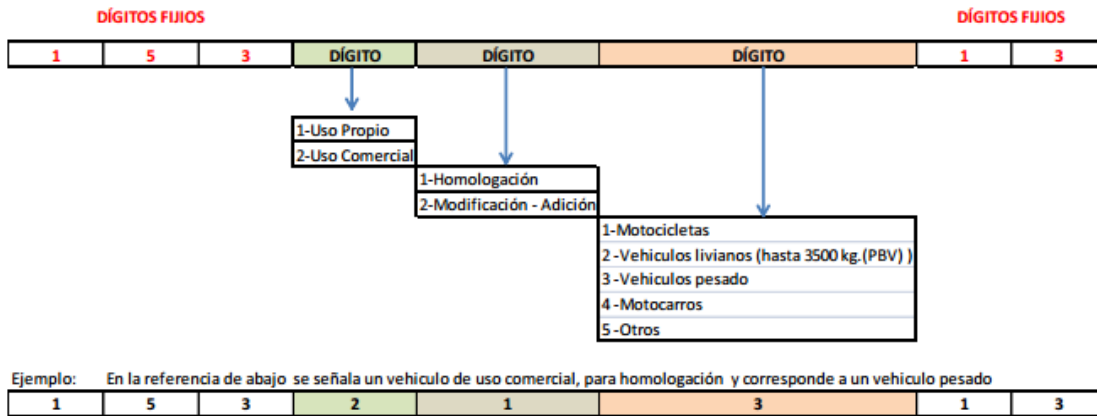 DÍGITOS FIJIOS DÍGITOS FIJIOS
1 5 3 DÍGITO DÍGITO DÍGITO 1 3
1-Uso Propio
2-Uso Comercial
1-Homologación
2-Modificación - Adición
1-Motocicletas
2-Vehiculos livianos (hasta 3500 kg.(PBV) )
3-Vehiculos pesado
4-Motocarros
5-Otros
Ejemplo: En la referencia de abajo se señala un vehiculo de uso comercial, para homologación y corresponde a un vehiculo pesado
1 5 3 2 1 3 1 3